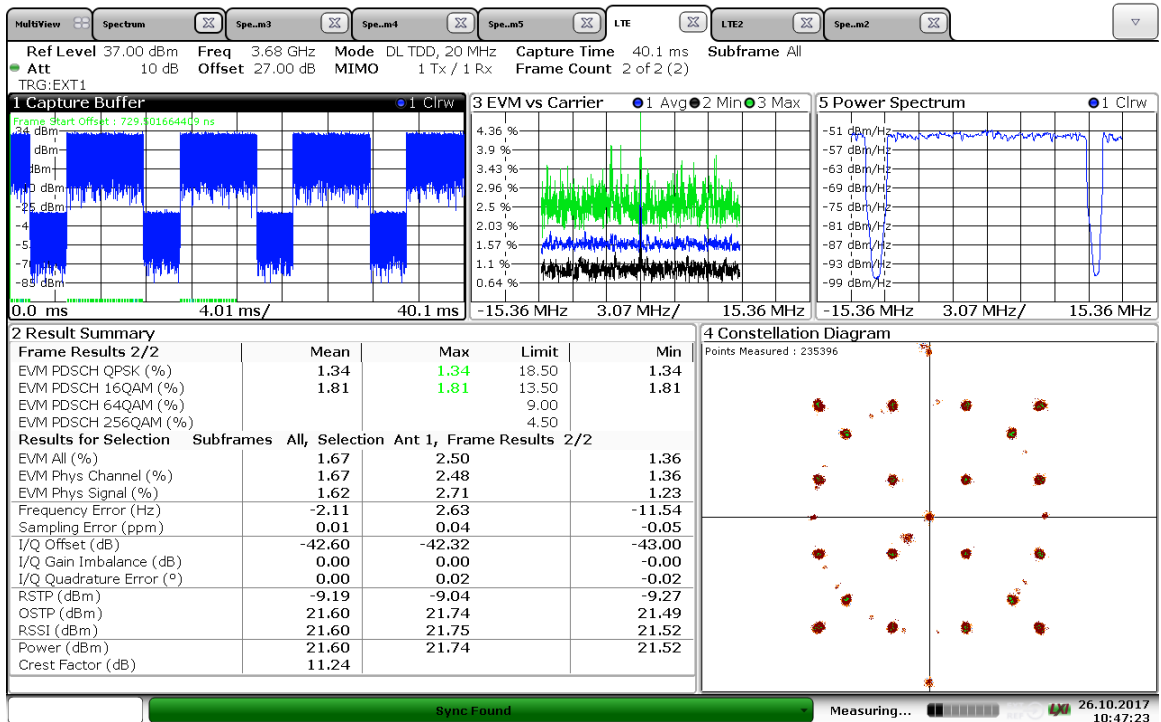 MultiView Spectrum Spe..m3 Spe..m4 Spe..m5 LTE LTE2 Spe..m2
Ref Level 37.00 dBm Freq 3.68 GHz Mode DL TDD, 20 MHz Capture Time 40.1 ms Subframe All
Att 10 dB Offset 27.00 dB MIMO 1 Tx / 1 Rx Frame Count 2 of 2 (2)
TRG:EXT1
1 Capture Buffer 1 Clrw
Frame Start Offset : 729.501664409 ns
34 dBm
dBm
dBm
dBm
-25 dBm
-85 dBm
0.0 ms 4.01 ms/ 40.1 ms
3 EVM vs Carrier 1 Avg 2 Min 3 Max
4.36 %
3.9 %
3.43 %
2.96 %
2.5 %
2.03 %
1.57 %
1.1 %
0.64 %
-15.36 MHz 3.07 MHz/ 15.36 MHz
5 Power Spectrum 1 Clrw
-51 dBm/Hz
-57 dBm/Hz
-63 dBm/Hz
-69 dBm/Hz
-75 dBm/Hz
-81 dBm/Hz
-87 dBm/Hz
-93 dBm/Hz
-99 dBm/Hz
-15.36 MHz 3.07 MHz/ 15.36 MHz
2 Result Summary
Frame Results 2/2 Mean Max Limit Min
EVM PDSCH QPSK (%) 1.34 1.34 18.50 1.34
EVM PDSCH 16QAM (%) 1.81 1.81 13.50 1.81
EVM PDSCH 64QAM (%) 9.00
EVM PDSCH 256QAM (%) 4.50
Results for Selection Subframes All, Selection Ant 1, Frame Results 2/2
EVM All (%) 1.67 2.50 1.36
EVM Phys Channel (%) 1.67 2.48 1.36
EVM Phys Signal (%) 1.62 2.71 1.23
Frequency Error (Hz) -2.11 2.63 -11.54
Sampling Error (ppm) 0.01 0.04 -0.05
I/Q Offset (dB) -42.60 -42.32 -43.00
I/Q Gain Imbalance (dB) 0.00 0.00 -0.00
I/Q Quadrature Error (°) 0.00 0.02 -0.02
RSTP (dBm) -9.19 -9.04 -9.27
OSTP (dBm) 21.60 21.74 21.49
RSSI (dBm) 21.60 21.75 21.52
Power (dBm) 21.60 21.74 21.52
Crest Factor (dB) 11.24
4 Constellation Diagram
Points Measured : 235396
Sync Found
Measuring...
LXI
26.10.2017
10:47:23